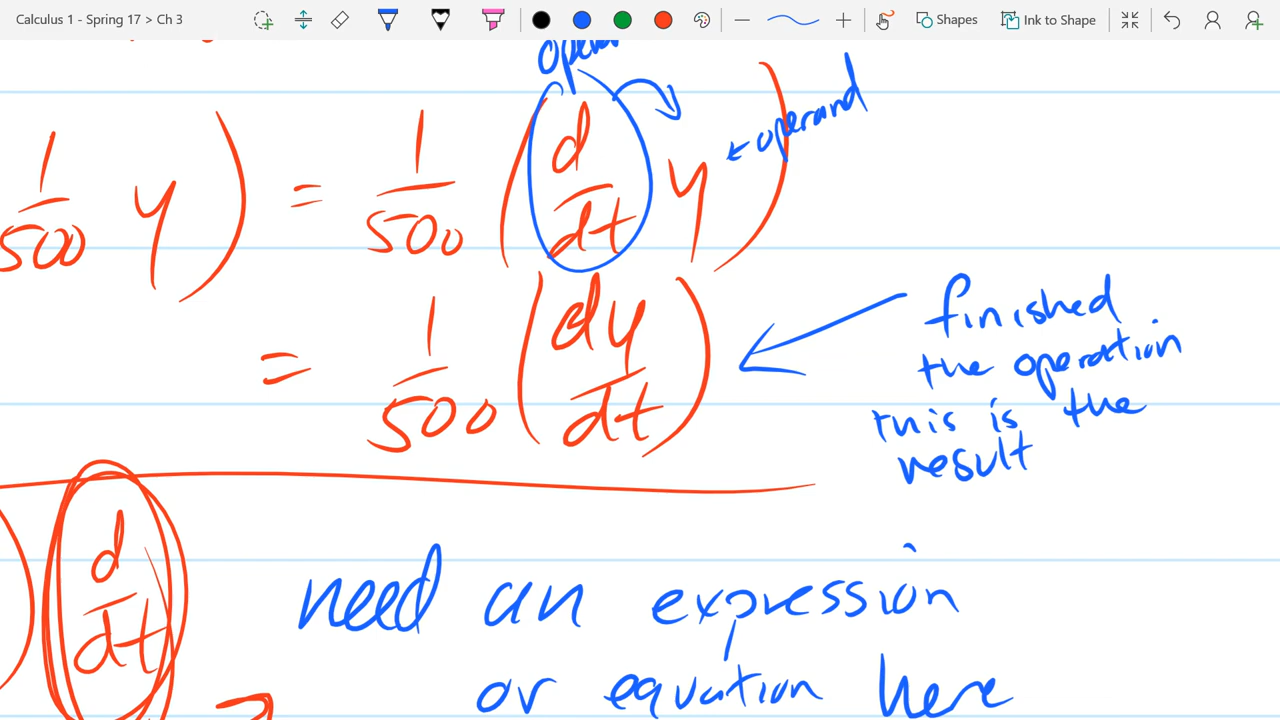 Calculus 1 - Spring 17 > Ch 3
Shapes
Ink to Shape
operand
1/500 y ) = 1/500 ( d/dt y )
= 1/500 ( dy/dt )
finished
the operation
this is the
result
) d/dt
need an expression
or equation here